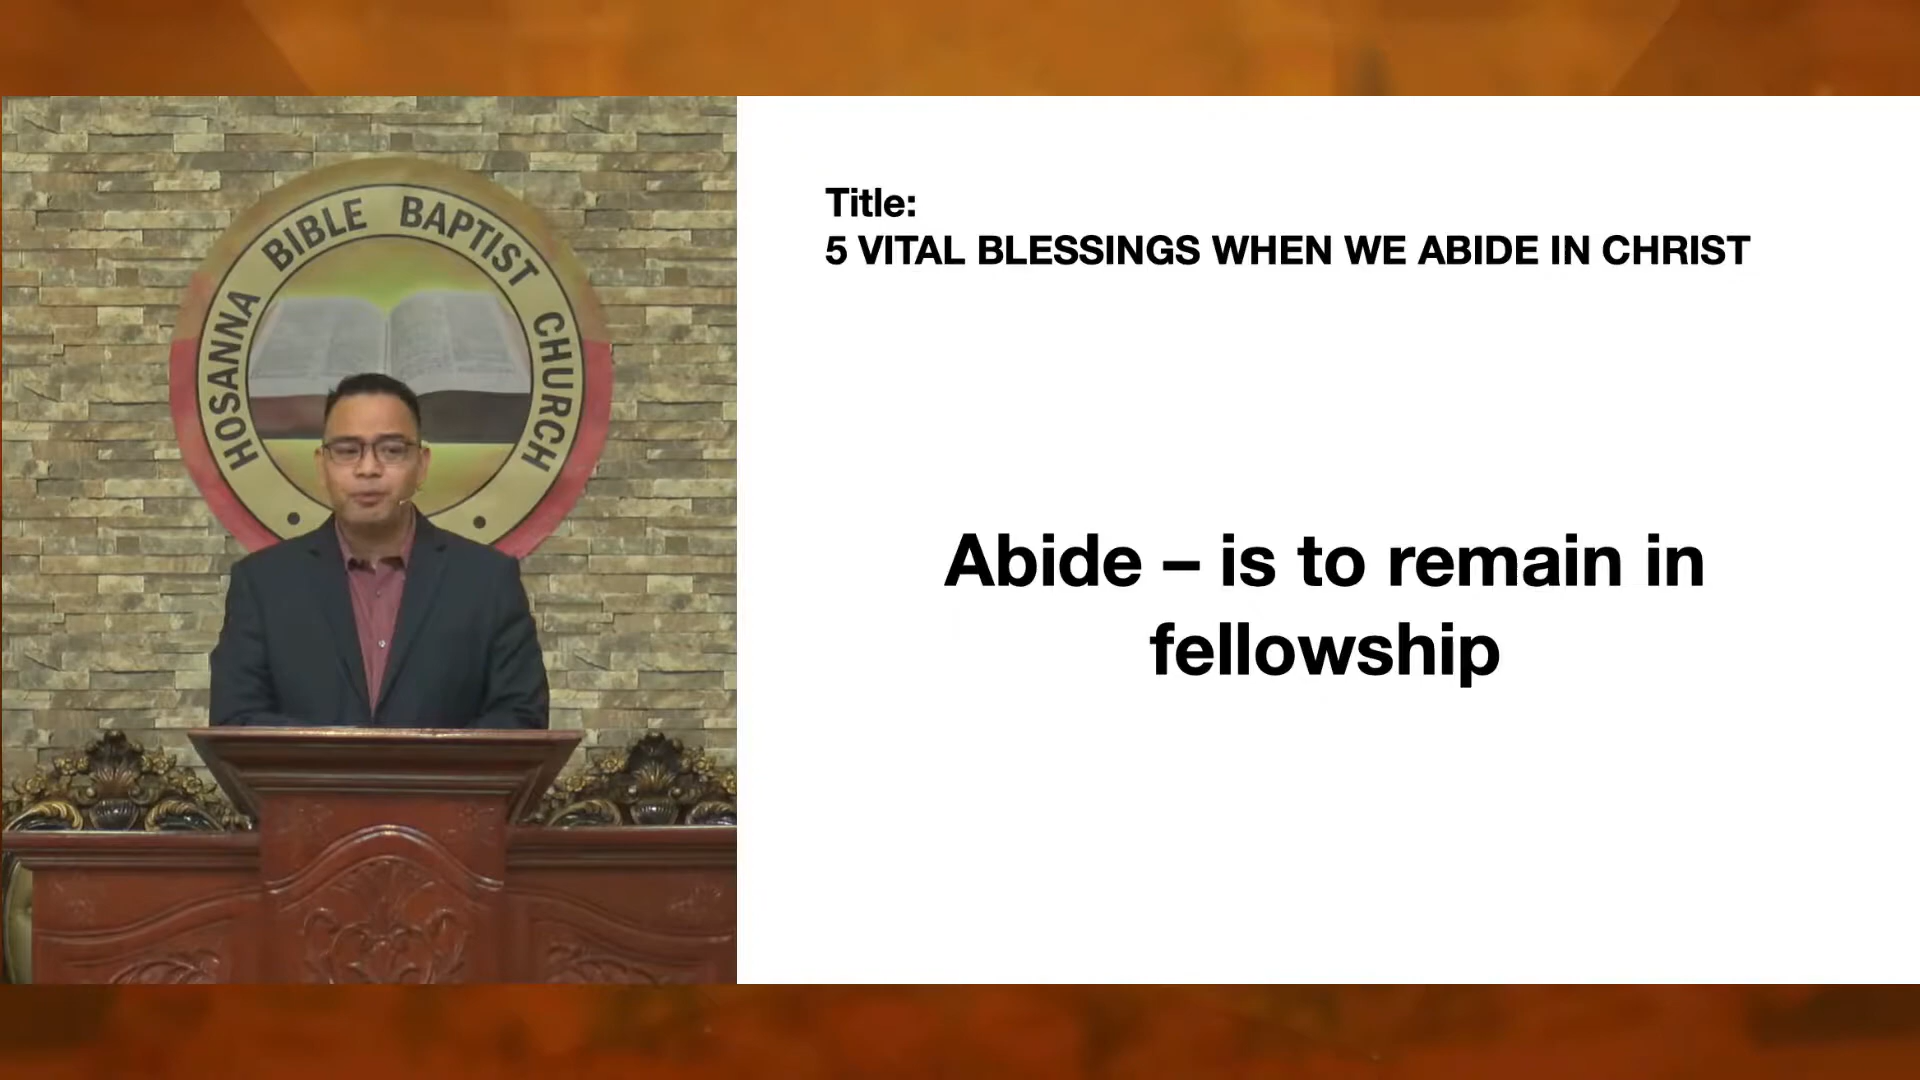 HOSANNA BIBLE BAPTIST CHURCH
Title:
5 VITAL BLESSINGS WHEN WE ABIDE IN CHRIST
Abide – is to remain in
fellowship